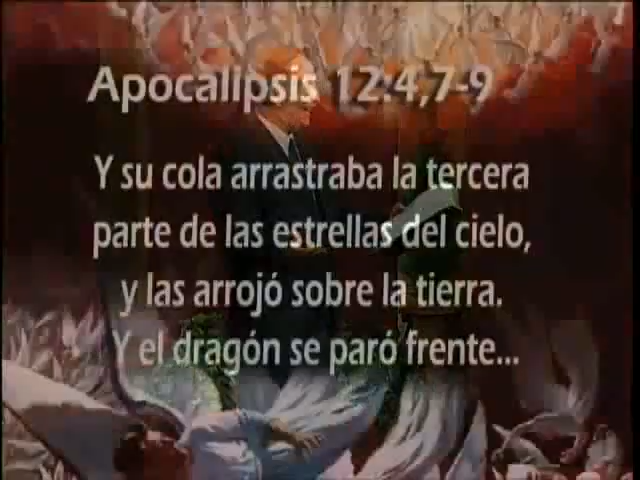 Apocalipsis 12:4,7-9
Y su cola arrastraba la tercera
parte de las estrellas del cielo,
y las arrojó sobre la tierra.
Y el dragón se paró frente...